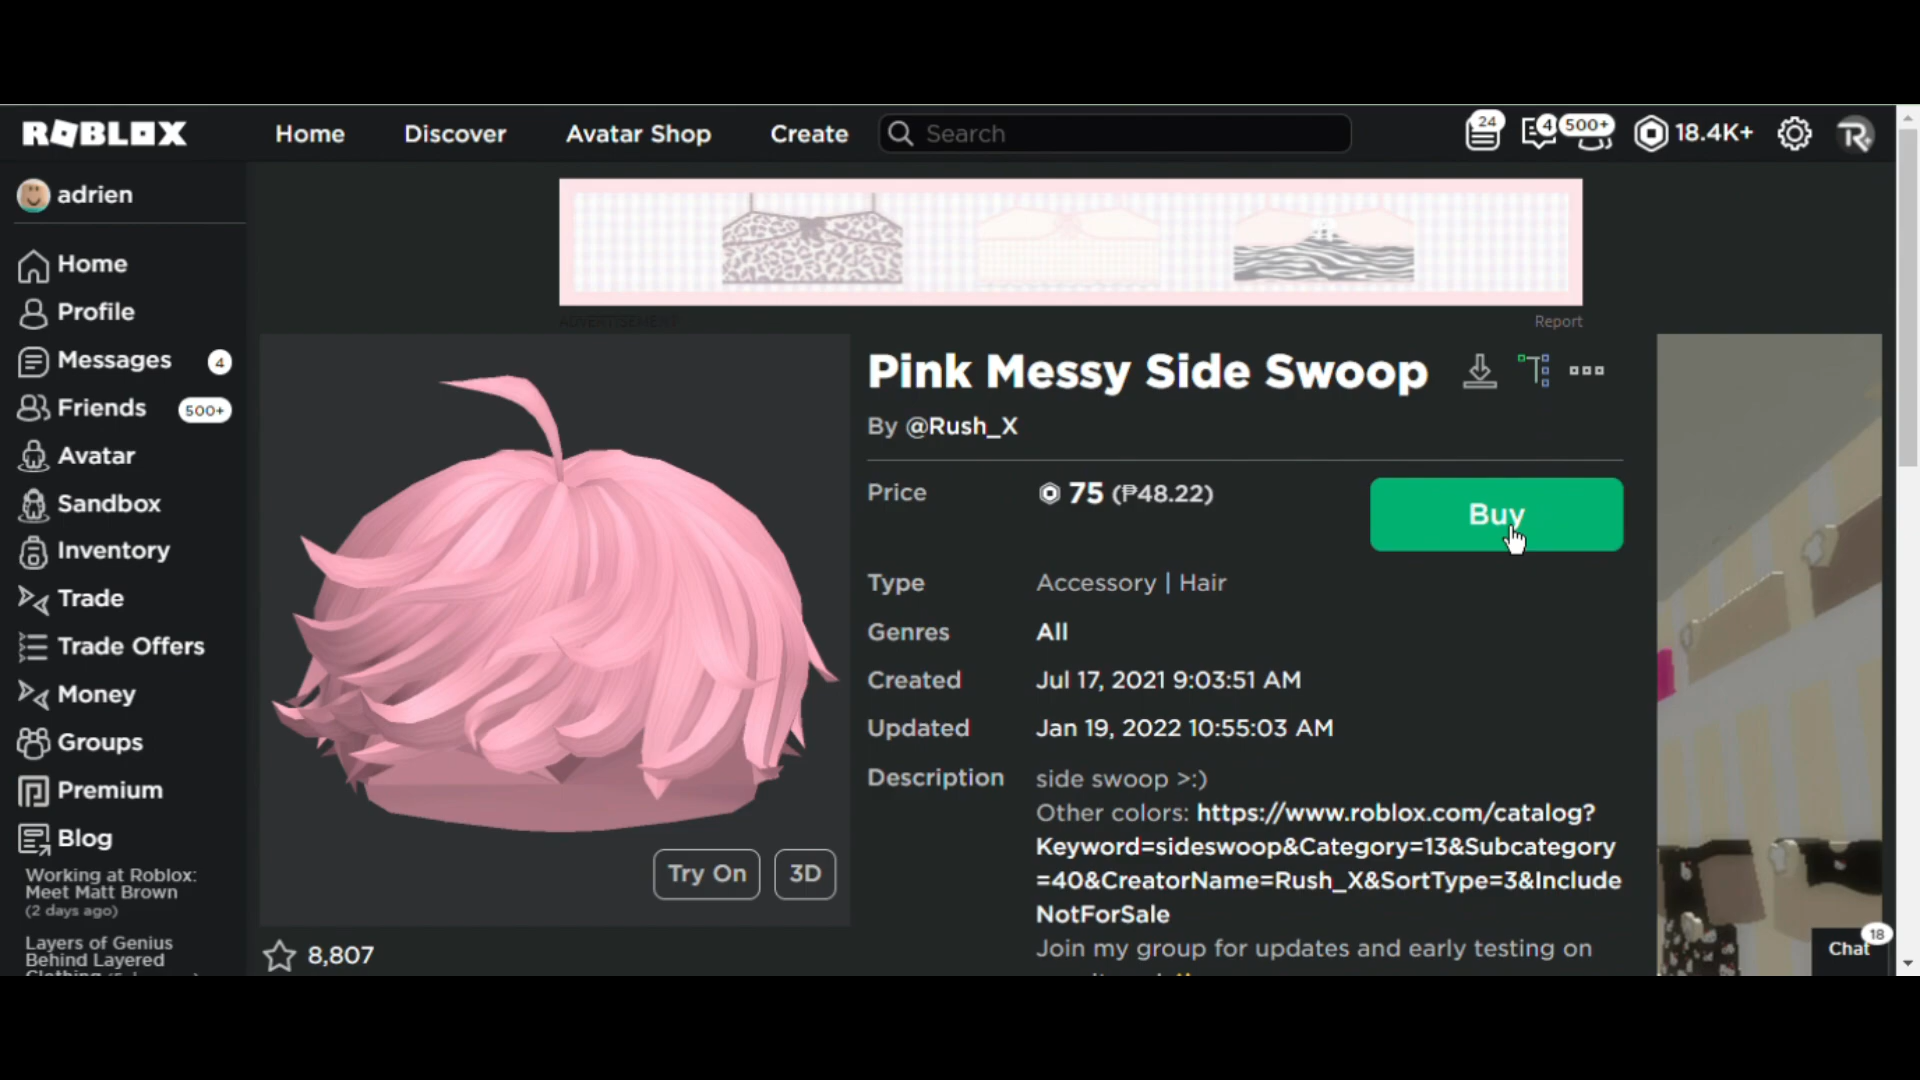 ROBLOX
Home
Discover
Avatar Shop
Create
Search
24
4
500+
18.4K+
adrien
Home
Profile
Messages
4
Friends
500+
Avatar
Sandbox
Inventory
Trade
Trade Offers
Money
Groups
Premium
Blog
Working at Roblox:
Meet Matt Brown
(2 days ago)
Layers of Genius
Behind Layered
ADVERTISEMENT
Report
Try On
3D
8,807
Pink Messy Side Swoop
By @Rush_X
Price
75 (₱48.22)
Buy
Type
Accessory | Hair
Genres
All
Created
Jul 17, 2021 9:03:51 AM
Updated
Jan 19, 2022 10:55:03 AM
Description
side swoop >:)
Other colors: https://www.roblox.com/catalog?
Keyword=sideswoop&Category=13&Subcategory
=40&CreatorName=Rush_X&SortType=3&Include
NotForSale
Join my group for updates and early testing on
Chat
18